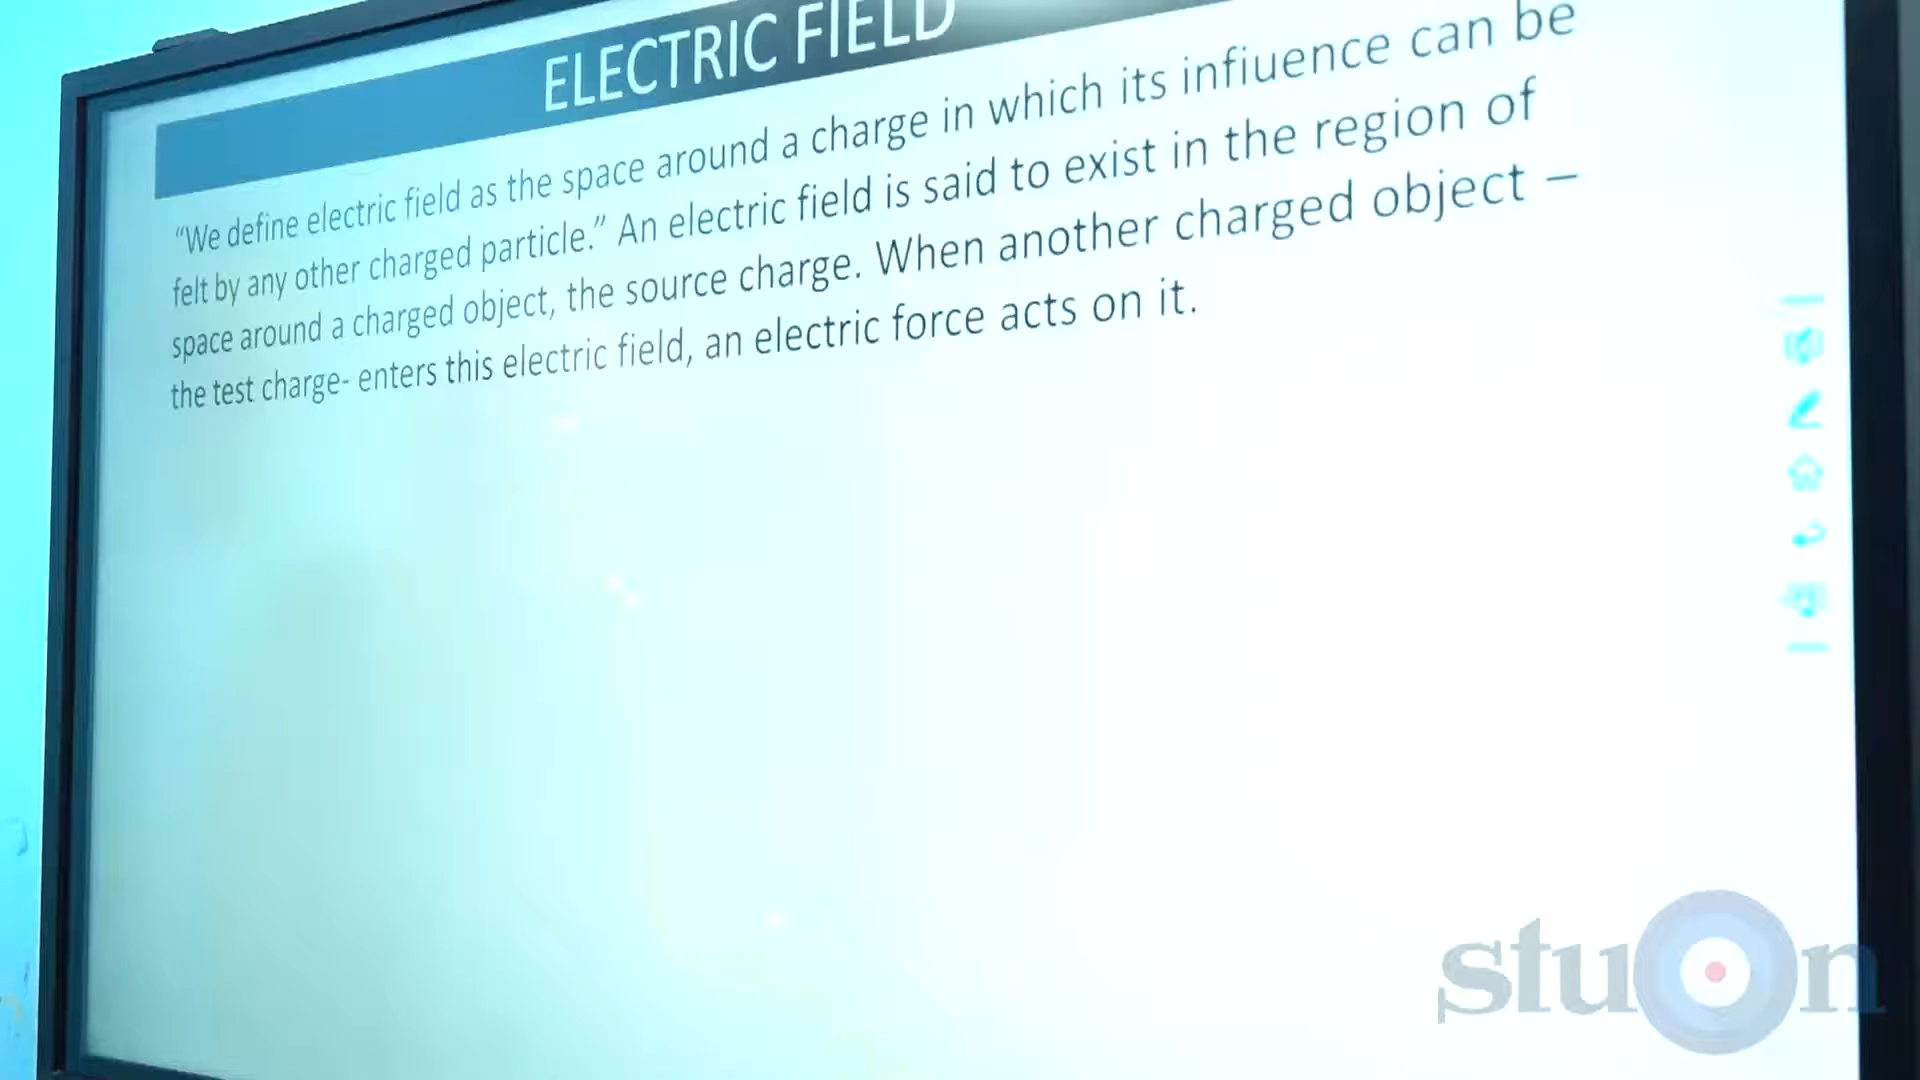 ELECTRIC FIELD
“We define electric field as the space around a charge in which its infiuence can be
felt by any other charged particle.” An electric field is said to exist in the region of
space around a charged object, the source charge. When another charged object –
the test charge- enters this electric field, an electric force acts on it.
stuon